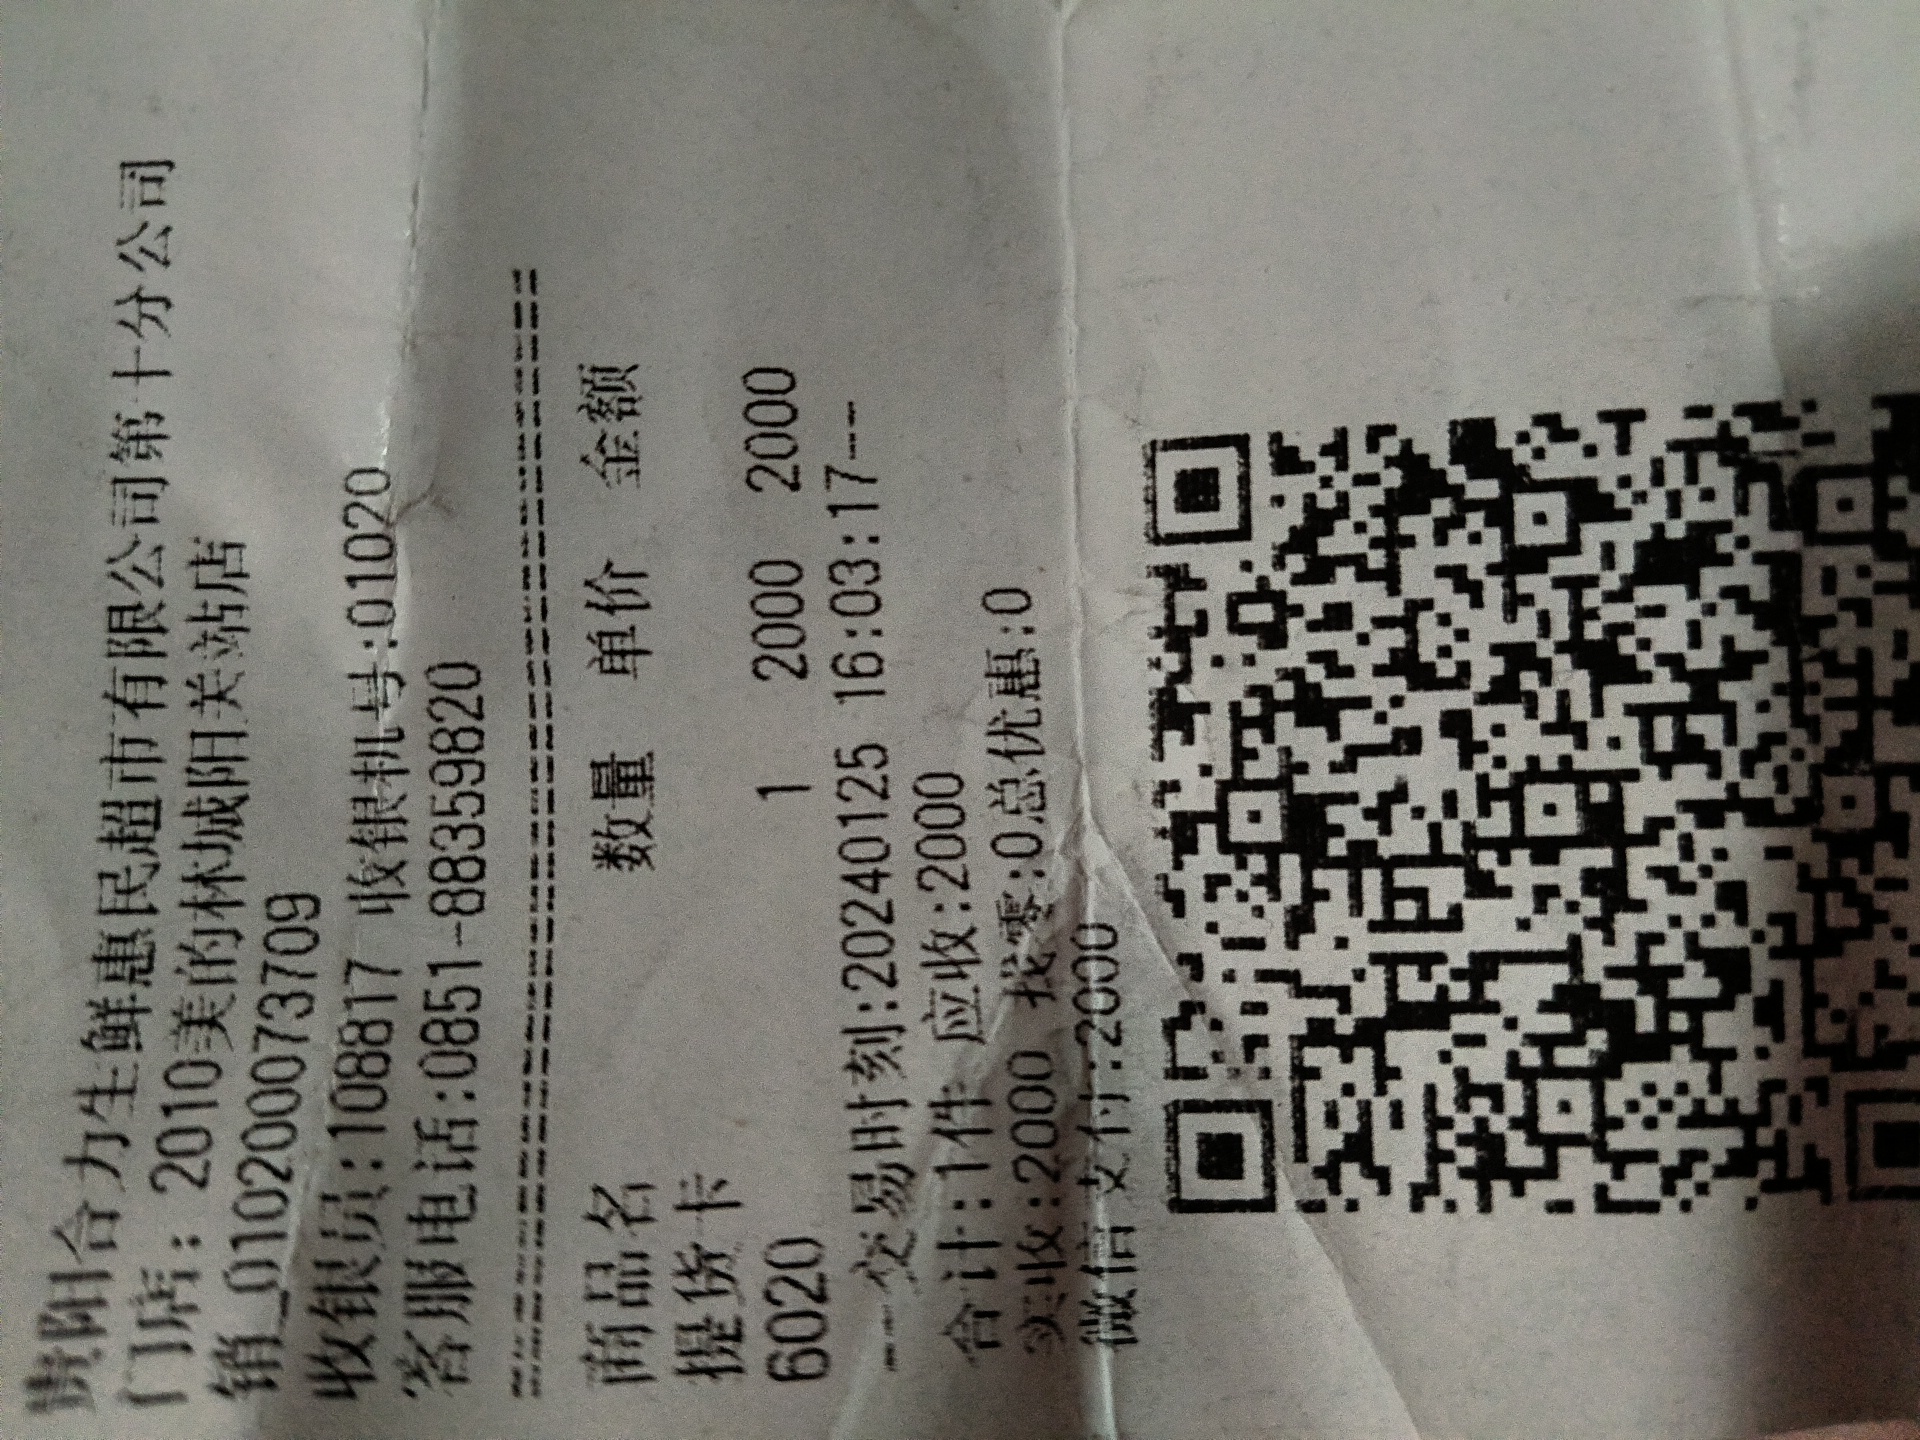 贵阳合力生鲜惠民超市有限公司第十分公司
门店：2010美的林城阳关站店
销_0102000073709
收银员:108817 收银机号:01020
客服电话:0851-88359820
========================================
商品名 数量 单价 金额
提货卡
6020 1 2000 2000
---交易时刻:20240125 16:03:17---
合计:1件 应收:2000
实收:2000 找零:0总优惠:0
微信支付:2000